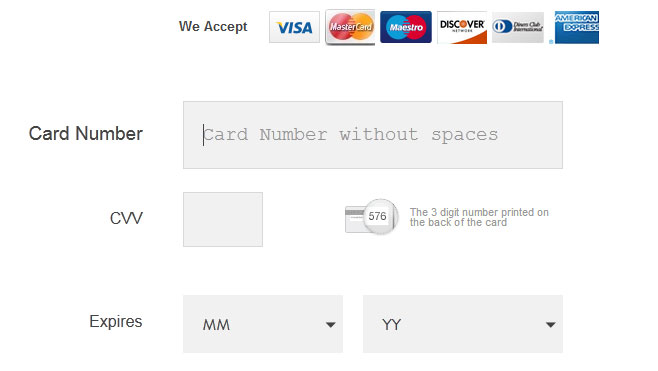 We Accept VISA MasterCard Maestro DISCOVER NETWORK Diners Club International AMERICAN EXPRESS
Card Number
Card Number without spaces
CVV
576
The 3 digit number printed on
the back of the card
Expires
MM
YY